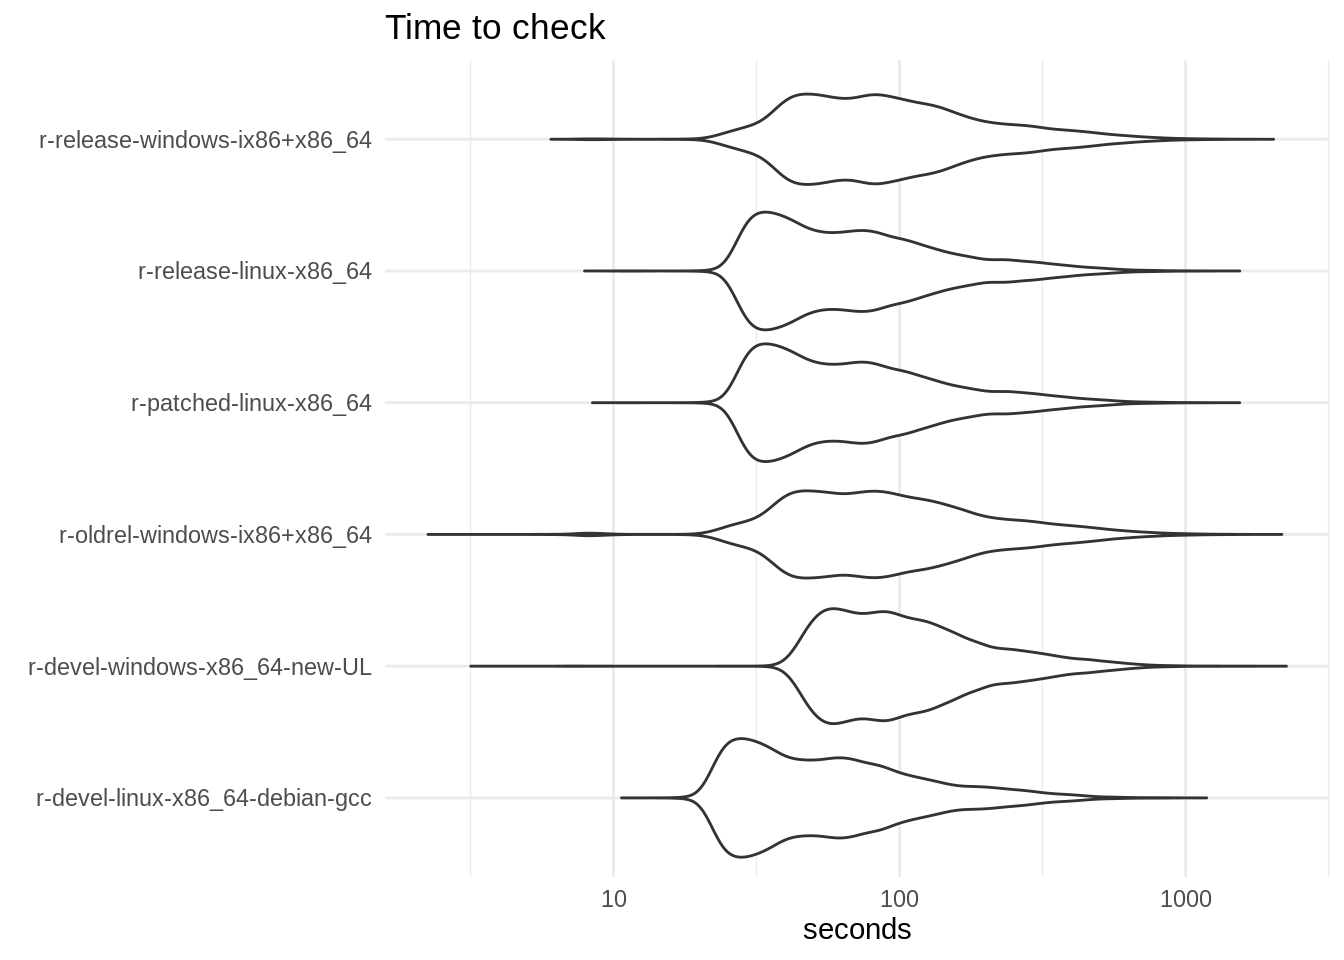 Time to check
r-release-windows-ix86+x86_64
r-release-linux-x86_64
r-patched-linux-x86_64
r-oldrel-windows-ix86+x86_64
r-devel-windows-x86_64-new-UL
r-devel-linux-x86_64-debian-gcc
10 100 1000
seconds